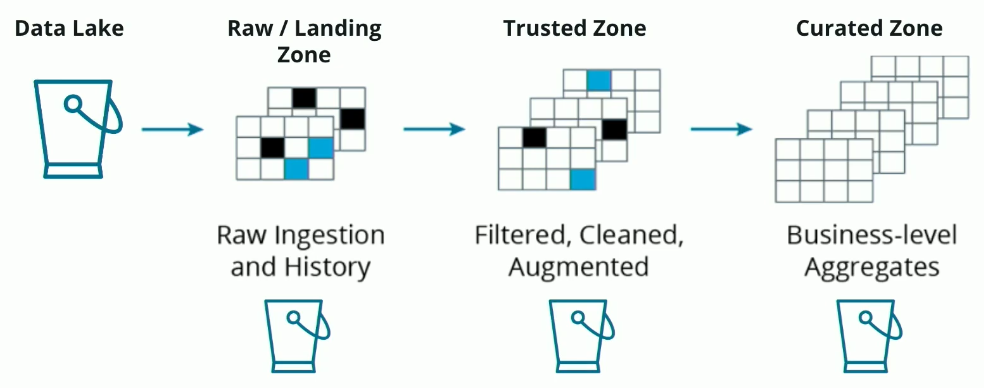 Data Lake
Raw / Landing
Zone
Trusted Zone
Curated Zone
Raw Ingestion
and History
Filtered, Cleaned,
Augmented
Business-level
Aggregates